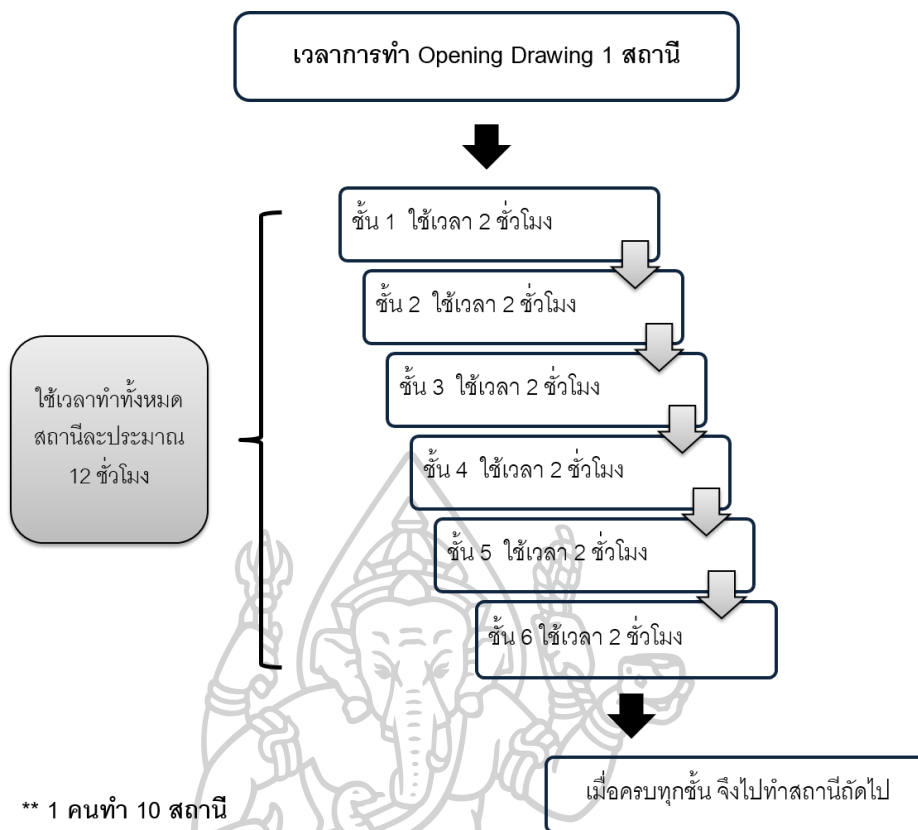 เวลาการทำ Opening Drawing 1 สถานี
ชั้น 1 ใช้เวลา 2 ชั่วโมง
ชั้น 2 ใช้เวลา 2 ชั่วโมง
ชั้น 3 ใช้เวลา 2 ชั่วโมง
ชั้น 4 ใช้เวลา 2 ชั่วโมง
ชั้น 5 ใช้เวลา 2 ชั่วโมง
ชั้น 6 ใช้เวลา 2 ชั่วโมง
ใช้เวลาทำทั้งหมด
สถานีละประมาณ
12 ชั่วโมง
เมื่อครบทุกชั้น จึงไปทำสถานีถัดไป
** 1 คนทำ 10 สถานี